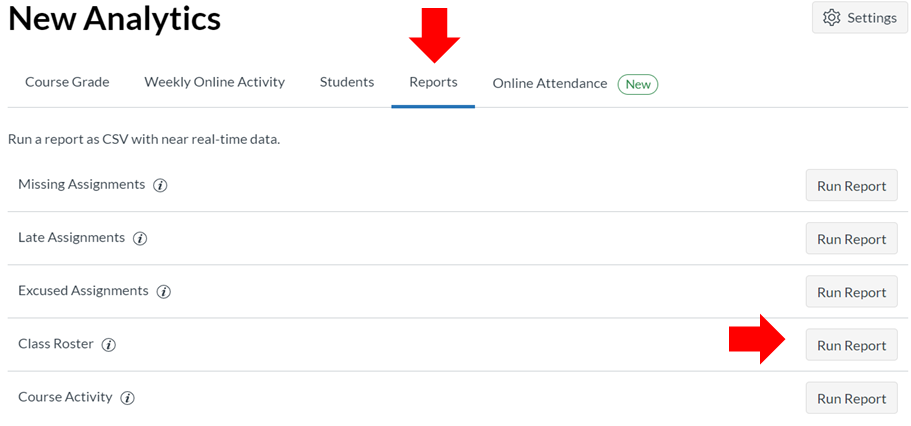 New Analytics
Settings
Course Grade Weekly Online Activity Students Reports Online Attendance New
Run a report as CSV with near real-time data.
Missing Assignments i Run Report
Late Assignments i Run Report
Excused Assignments i Run Report
Class Roster i Run Report
Course Activity i Run Report